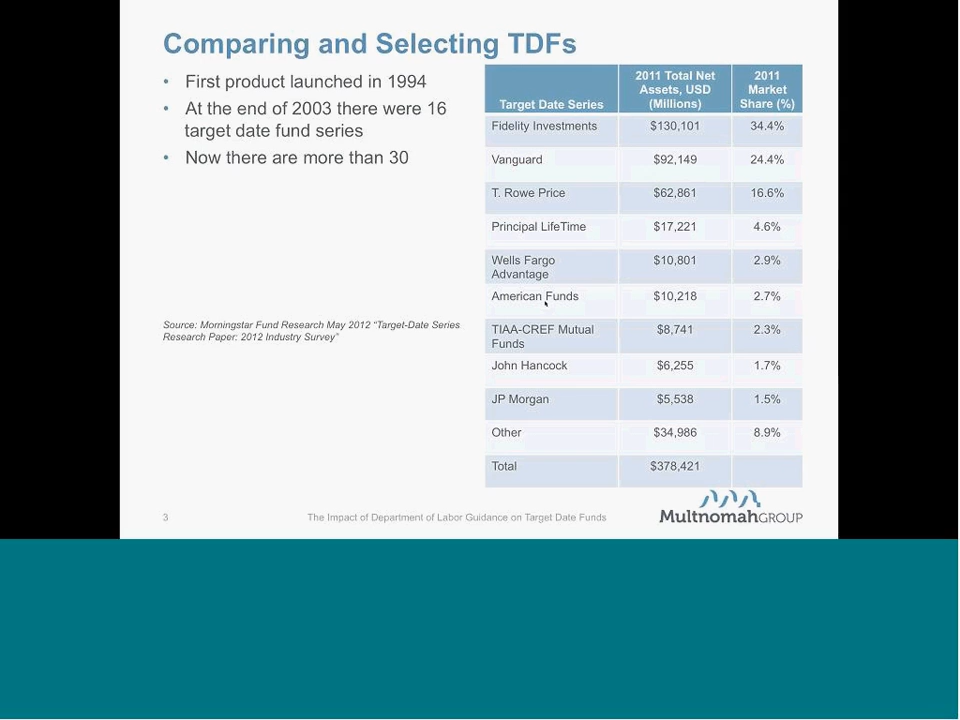 Comparing and Selecting TDFs
• First product launched in 1994
• At the end of 2003 there were 16
target date fund series
• Now there are more than 30
Source: Morningstar Fund Research May 2012 “Target-Date Series
Research Paper: 2012 Industry Survey”
Target Date Series | 2011 Total Net Assets, USD (Millions) | 2011 Market Share (%)
Fidelity Investments $130,101 34.4%
Vanguard $92,149 24.4%
T. Rowe Price $62,861 16.6%
Principal LifeTime $17,221 4.6%
Wells Fargo Advantage $10,801 2.9%
American Funds $10,218 2.7%
TIAA-CREF Mutual Funds $8,741 2.3%
John Hancock $6,255 1.7%
JP Morgan $5,538 1.5%
Other $34,986 8.9%
Total $378,421
3 The Impact of Department of Labor Guidance on Target Date Funds
MultnomahGROUP